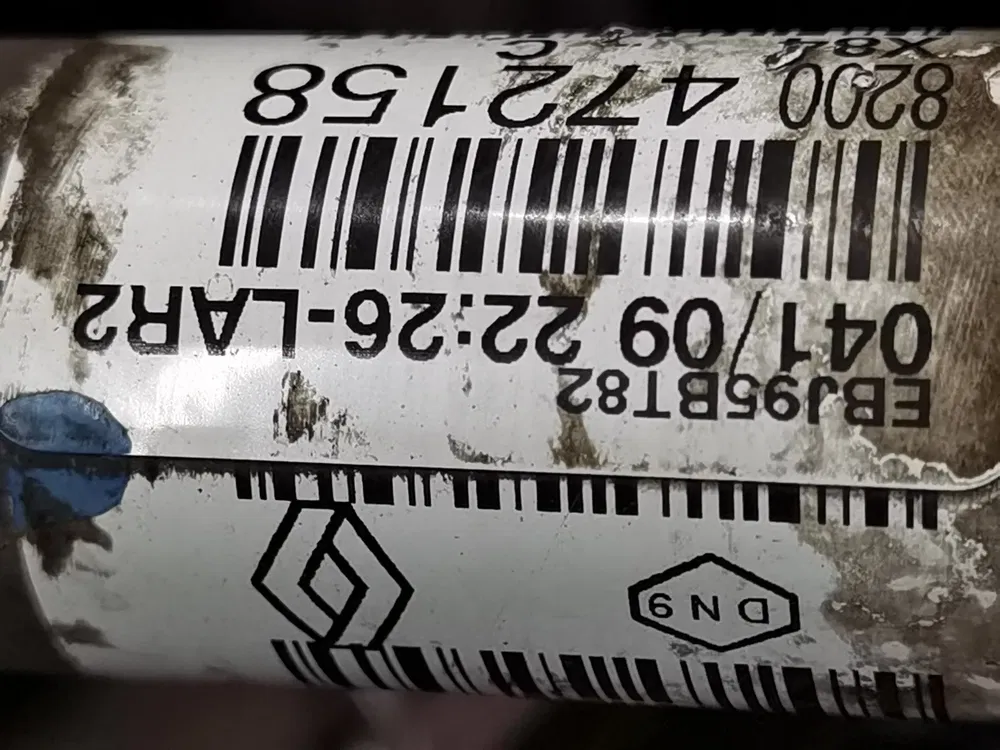 DN9
EBJ95BT82
041/09 22:26-LAR2
8200 472158
X84 C